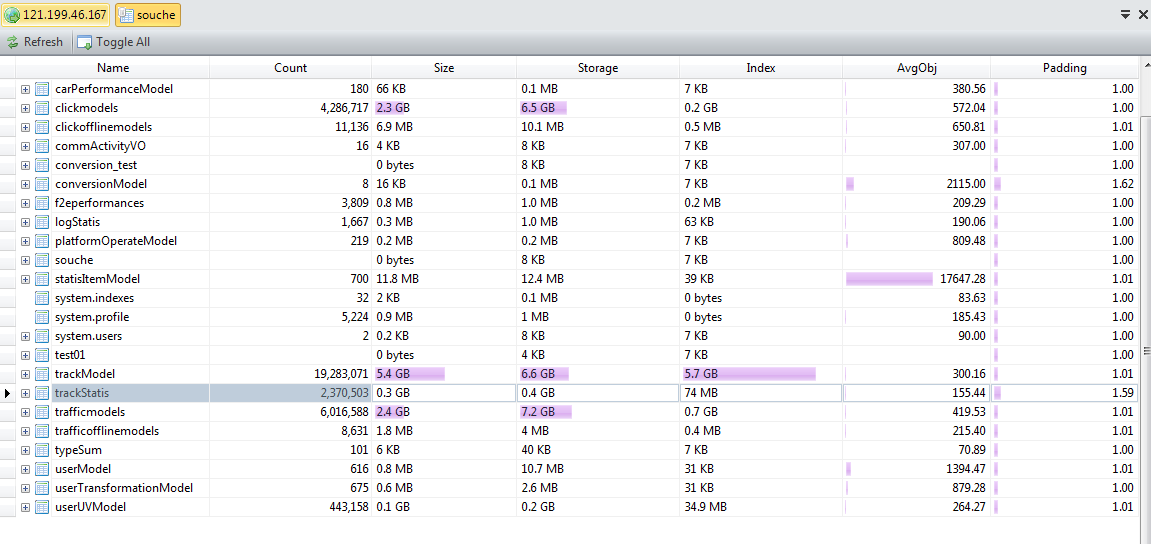 121.199.46.167 souche
Refresh Toggle All
Name Count Size Storage Index AvgObj Padding
carPerformanceModel 180 66 KB 0.1 MB 7 KB 380.56 1.00
clickmodels 4,286,717 2.3 GB 6.5 GB 0.2 GB 572.04 1.00
clickofflinemodels 11,136 6.9 MB 10.1 MB 0.5 MB 650.81 1.01
commActivityVO 16 4 KB 8 KB 7 KB 307.00 1.00
conversion_test 0 bytes 8 KB 7 KB 1.00
conversionModel 8 16 KB 0.1 MB 7 KB 2115.00 1.62
f2eperformances 3,809 0.8 MB 1.0 MB 0.2 MB 209.29 1.00
logStatis 1,667 0.3 MB 1.0 MB 63 KB 190.06 1.00
platformOperateModel 219 0.2 MB 0.2 MB 7 KB 809.48 1.00
souche 0 bytes 8 KB 7 KB 1.00
statisItemModel 700 11.8 MB 12.4 MB 39 KB 17647.28 1.01
system.indexes 32 2 KB 0.1 MB 0 bytes 83.63 1.00
system.profile 5,224 0.9 MB 1 MB 0 bytes 185.43 1.00
system.users 2 0.2 KB 8 KB 7 KB 90.00 1.00
test01 0 bytes 4 KB 7 KB 1.00
trackModel 19,283,071 5.4 GB 6.6 GB 5.7 GB 300.16 1.01
trackStatis 2,370,503 0.3 GB 0.4 GB 74 MB 155.44 1.59
trafficmodels 6,016,588 2.4 GB 7.2 GB 0.7 GB 419.53 1.01
trafficofflinemodels 8,631 1.8 MB 4 MB 0.4 MB 215.40 1.01
typeSum 101 6 KB 40 KB 7 KB 70.89 1.00
userModel 616 0.8 MB 10.7 MB 31 KB 1394.47 1.01
userTransformationModel 675 0.6 MB 2.6 MB 31 KB 879.28 1.00
userUVModel 443,158 0.1 GB 0.2 GB 34.9 MB 264.27 1.01